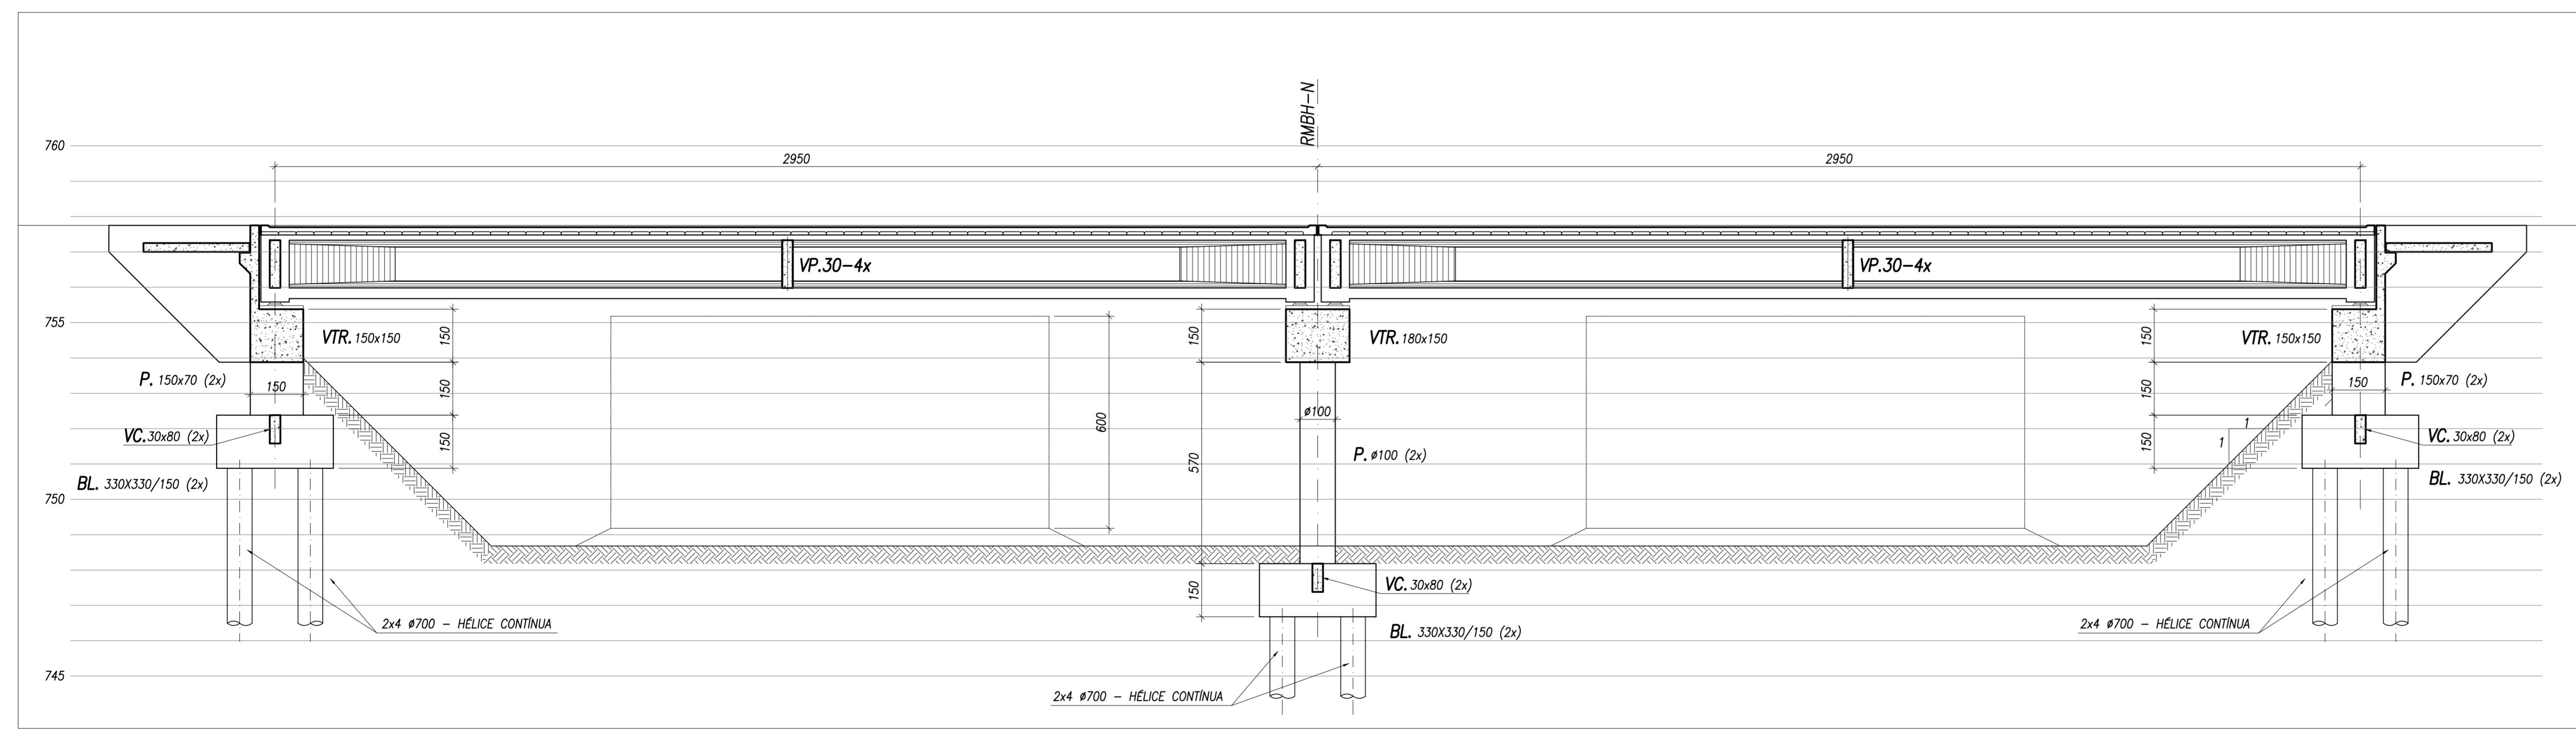 RMBH-N
760
2950
2950
VP.30-4x
VP.30-4x
755
VTR. 150x150
150
150
VTR. 180x150
VTR. 150x150
150
P. 150x70 (2x)
150
150
600
ø100
150
150
P. 150x70 (2x)
VC.30x80 (2x)
150
P. ø100 (2x)
570
150
1
1
VC. 30x80 (2x)
BL. 330X330/150 (2x)
750
BL. 330X330/150 (2x)
150
VC. 30x80 (2x)
2x4 ø700 - HÉLICE CONTÍNUA
BL. 330X330/150 (2x)
2x4 ø700 - HÉLICE CONTÍNUA
745
2x4 ø700 - HÉLICE CONTÍNUA